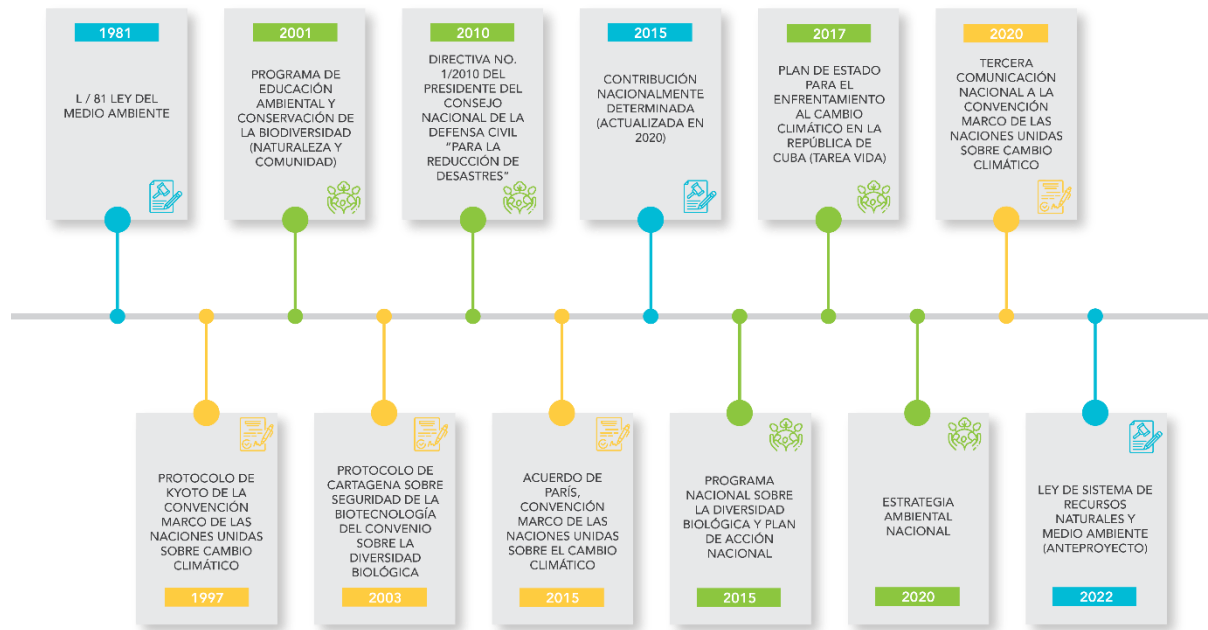 1981
L / 81 LEY DEL
MEDIO AMBIENTE
2001
PROGRAMA DE
EDUCACIÓN
AMBIENTAL Y
CONSERVACIÓN DE
LA BIODIVERSIDAD
(NATURALEZA Y
COMUNIDAD)
2010
DIRECTIVA NO.
1/2010 DEL
PRESIDENTE DEL
CONSEJO
NACIONAL DE LA
DEFENSA CIVIL
"PARA LA
REDUCCIÓN DE
DESASTRES"
2015
CONTRIBUCIÓN
NACIONALMENTE
DETERMINADA
(ACTUALIZADA EN
2020)
2017
PLAN DE ESTADO
PARA EL
ENFRENTAMIENTO
AL CAMBIO
CLIMÁTICO EN LA
REPÚBLICA DE
CUBA (TAREA VIDA)
2020
TERCERA
COMUNICACIÓN
NACIONAL A LA
CONVENCIÓN
MARCO DE LAS
NACIONES UNIDAS
SOBRE CAMBIO
CLIMÁTICO
PROTOCOLO DE
KYOTO DE LA
CONVENCIÓN
MARCO DE LAS
NACIONES UNIDAS
SOBRE CAMBIO
CLIMÁTICO
1997
PROTOCOLO DE
CARTAGENA SOBRE
SEGURIDAD DE LA
BIOTECNOLOGÍA
DEL CONVENIO
SOBRE LA
DIVERSIDAD
BIOLÓGICA
2003
ACUERDO DE
PARÍS,
CONVENCIÓN
MARCO DE LAS
NACIONES UNIDAS
SOBRE EL CAMBIO
CLIMÁTICO
2015
PROGRAMA
NACIONAL SOBRE
LA DIVERSIDAD
BIOLÓGICA Y PLAN
DE ACCIÓN
NACIONAL
2015
ESTRATEGIA
AMBIENTAL
NACIONAL
2020
LEY DE SISTEMA DE
RECURSOS
NATURALES Y
MEDIO AMBIENTE
(ANTEPROYECTO)
2022